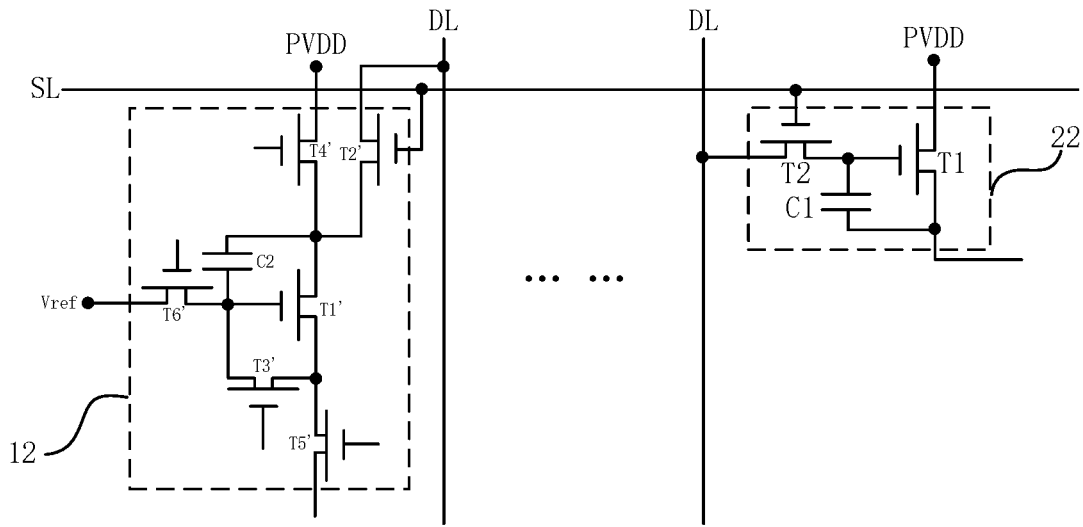 DL
DL
PVDD
PVDD
SL
T4'
T2'
T2
T1
22
C1
C2
... ...
Vref
T6'
T1'
T3'
T5'
12